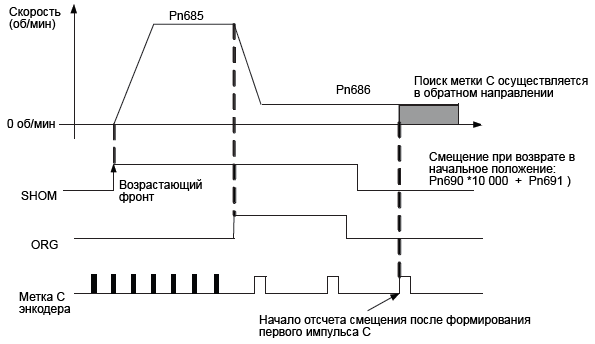 Скорость
(об/мин)
Pn685
Pn686
Поиск метки С осуществляется
в обратном направлении
0 об/мин
Смещение при возврате в
начальное положение:
Pn690 *10 000 + Pn691 )
Возрастающий
фронт
SHOM
ORG
Метка С
энкодера
Начало отсчета смещения после формирования
первого импульса С